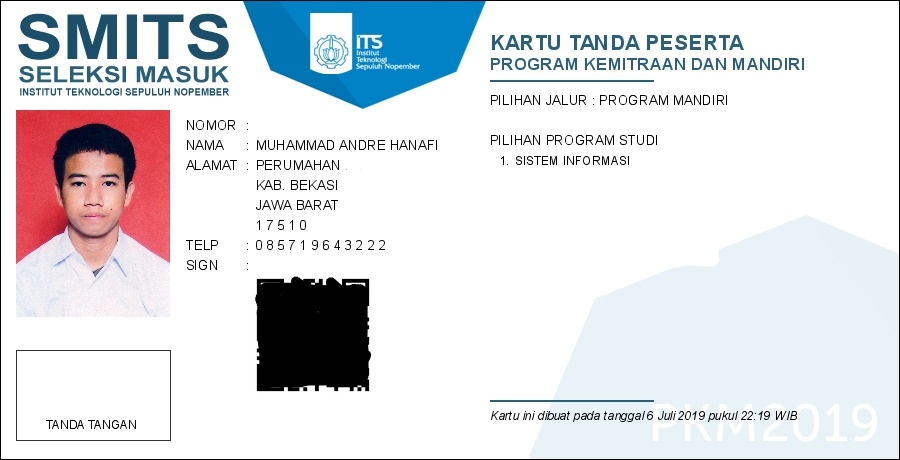 SMITS
SELEKSI MASUK
INSTITUT TEKNOLOGI SEPULUH NOPEMBER
iTS
Institut
Teknologi
Sepuluh Nopember
NOMOR :
NAMA : MUHAMMAD ANDRE HANAFI
ALAMAT : PERUMAHAN
KAB. BEKASI
JAWA BARAT
17510
TELP : 085719643222
SIGN :
TANDA TANGAN
KARTU TANDA PESERTA
PROGRAM KEMITRAAN DAN MANDIRI
PILIHAN JALUR : PROGRAM MANDIRI
PILIHAN PROGRAM STUDI
1. SISTEM INFORMASI
Kartu ini dibuat pada tanggal 6 Juli 2019 pukul 22:19 WIB
PKM2019